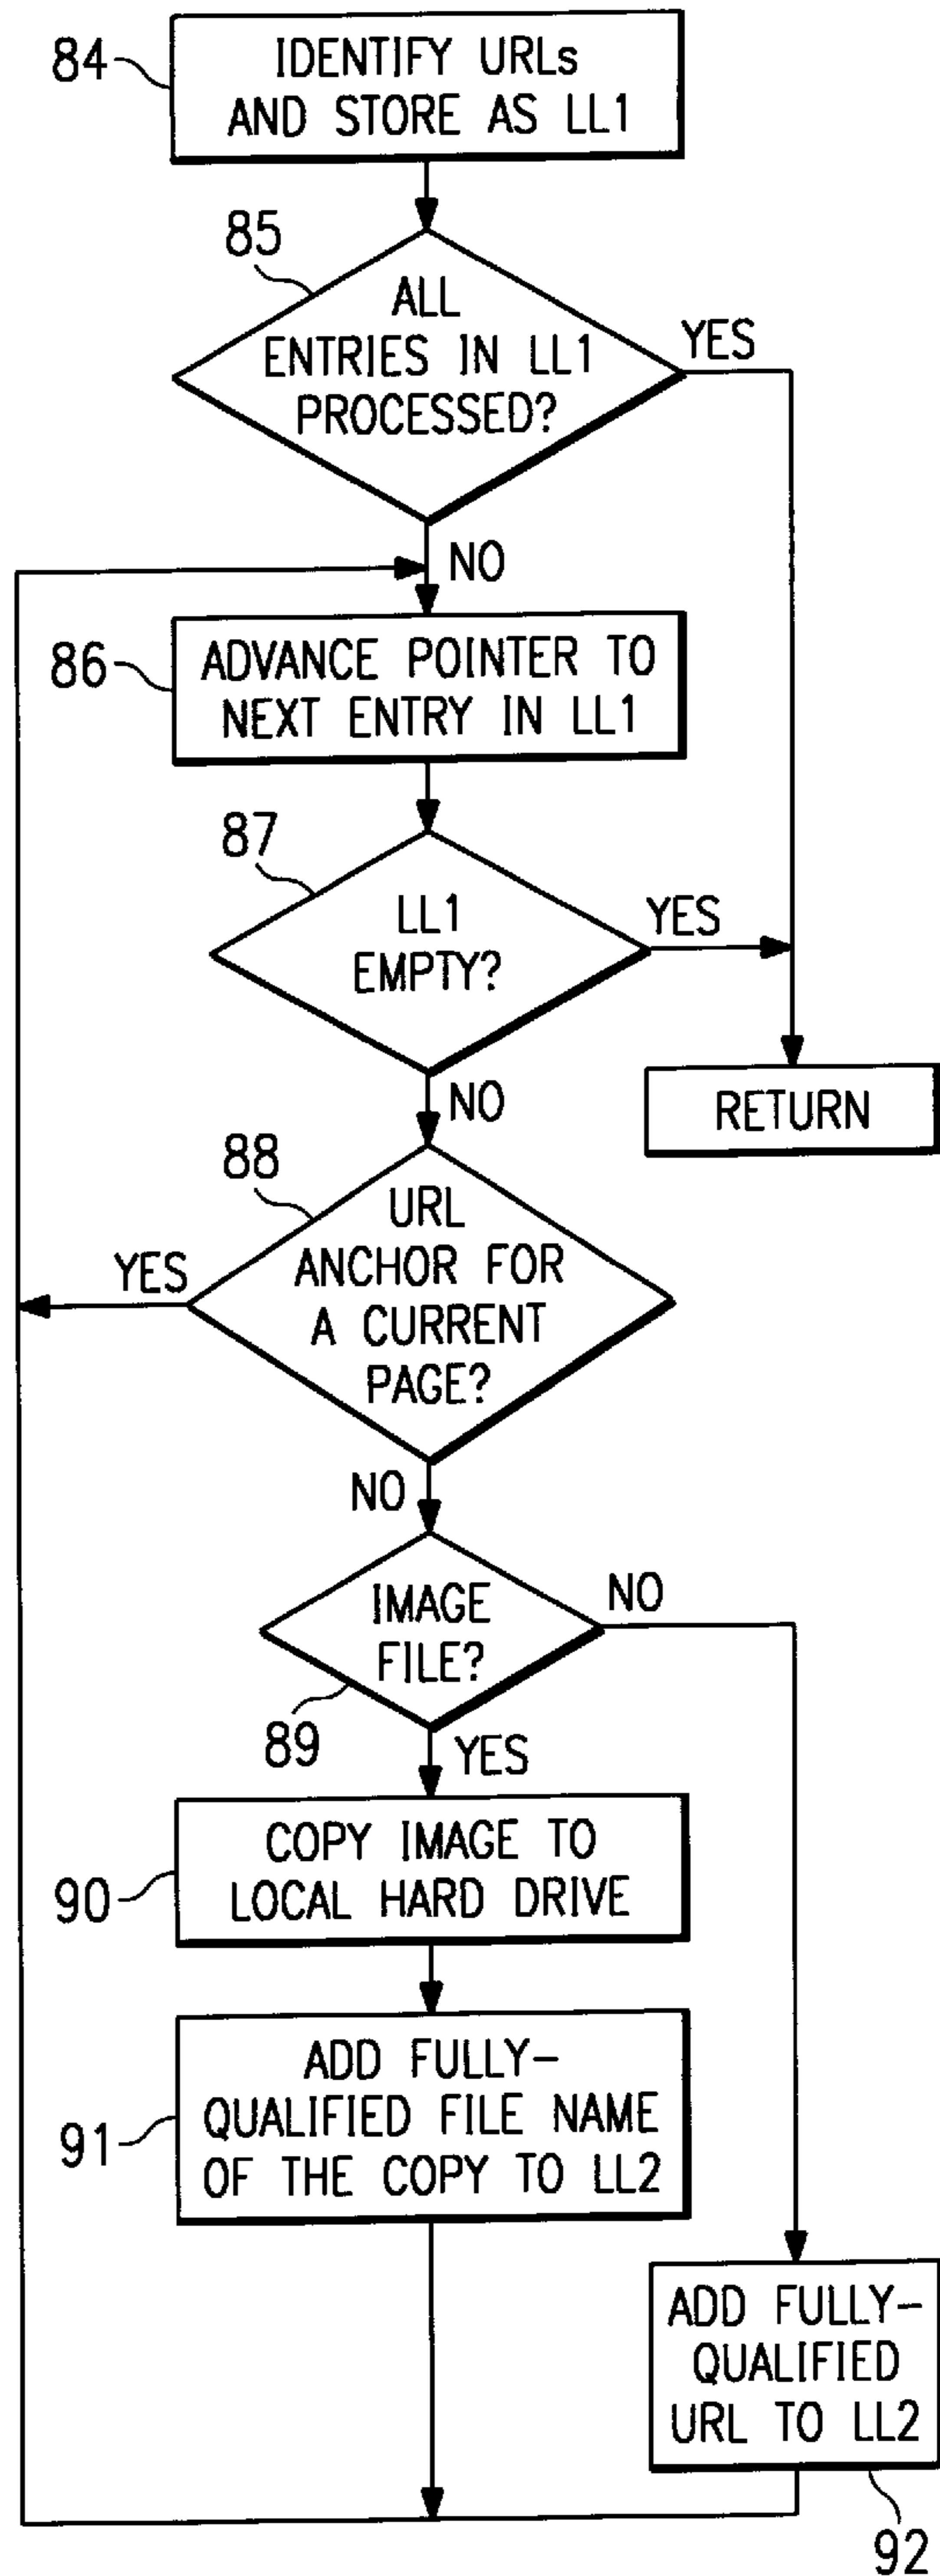 84
IDENTIFY URLs
AND STORE AS LL1
85
ALL
ENTRIES IN LL1
PROCESSED?
YES
NO
86
ADVANCE POINTER TO
NEXT ENTRY IN LL1
87
LL1
EMPTY?
YES
NO
RETURN
88
URL
ANCHOR FOR
A CURRENT
PAGE?
YES
NO
IMAGE
FILE?
NO
89
YES
90
COPY IMAGE TO
LOCAL HARD DRIVE
91
ADD FULLY-
QUALIFIED FILE NAME
OF THE COPY TO LL2
ADD FULLY-
QUALIFIED
URL TO LL2
92